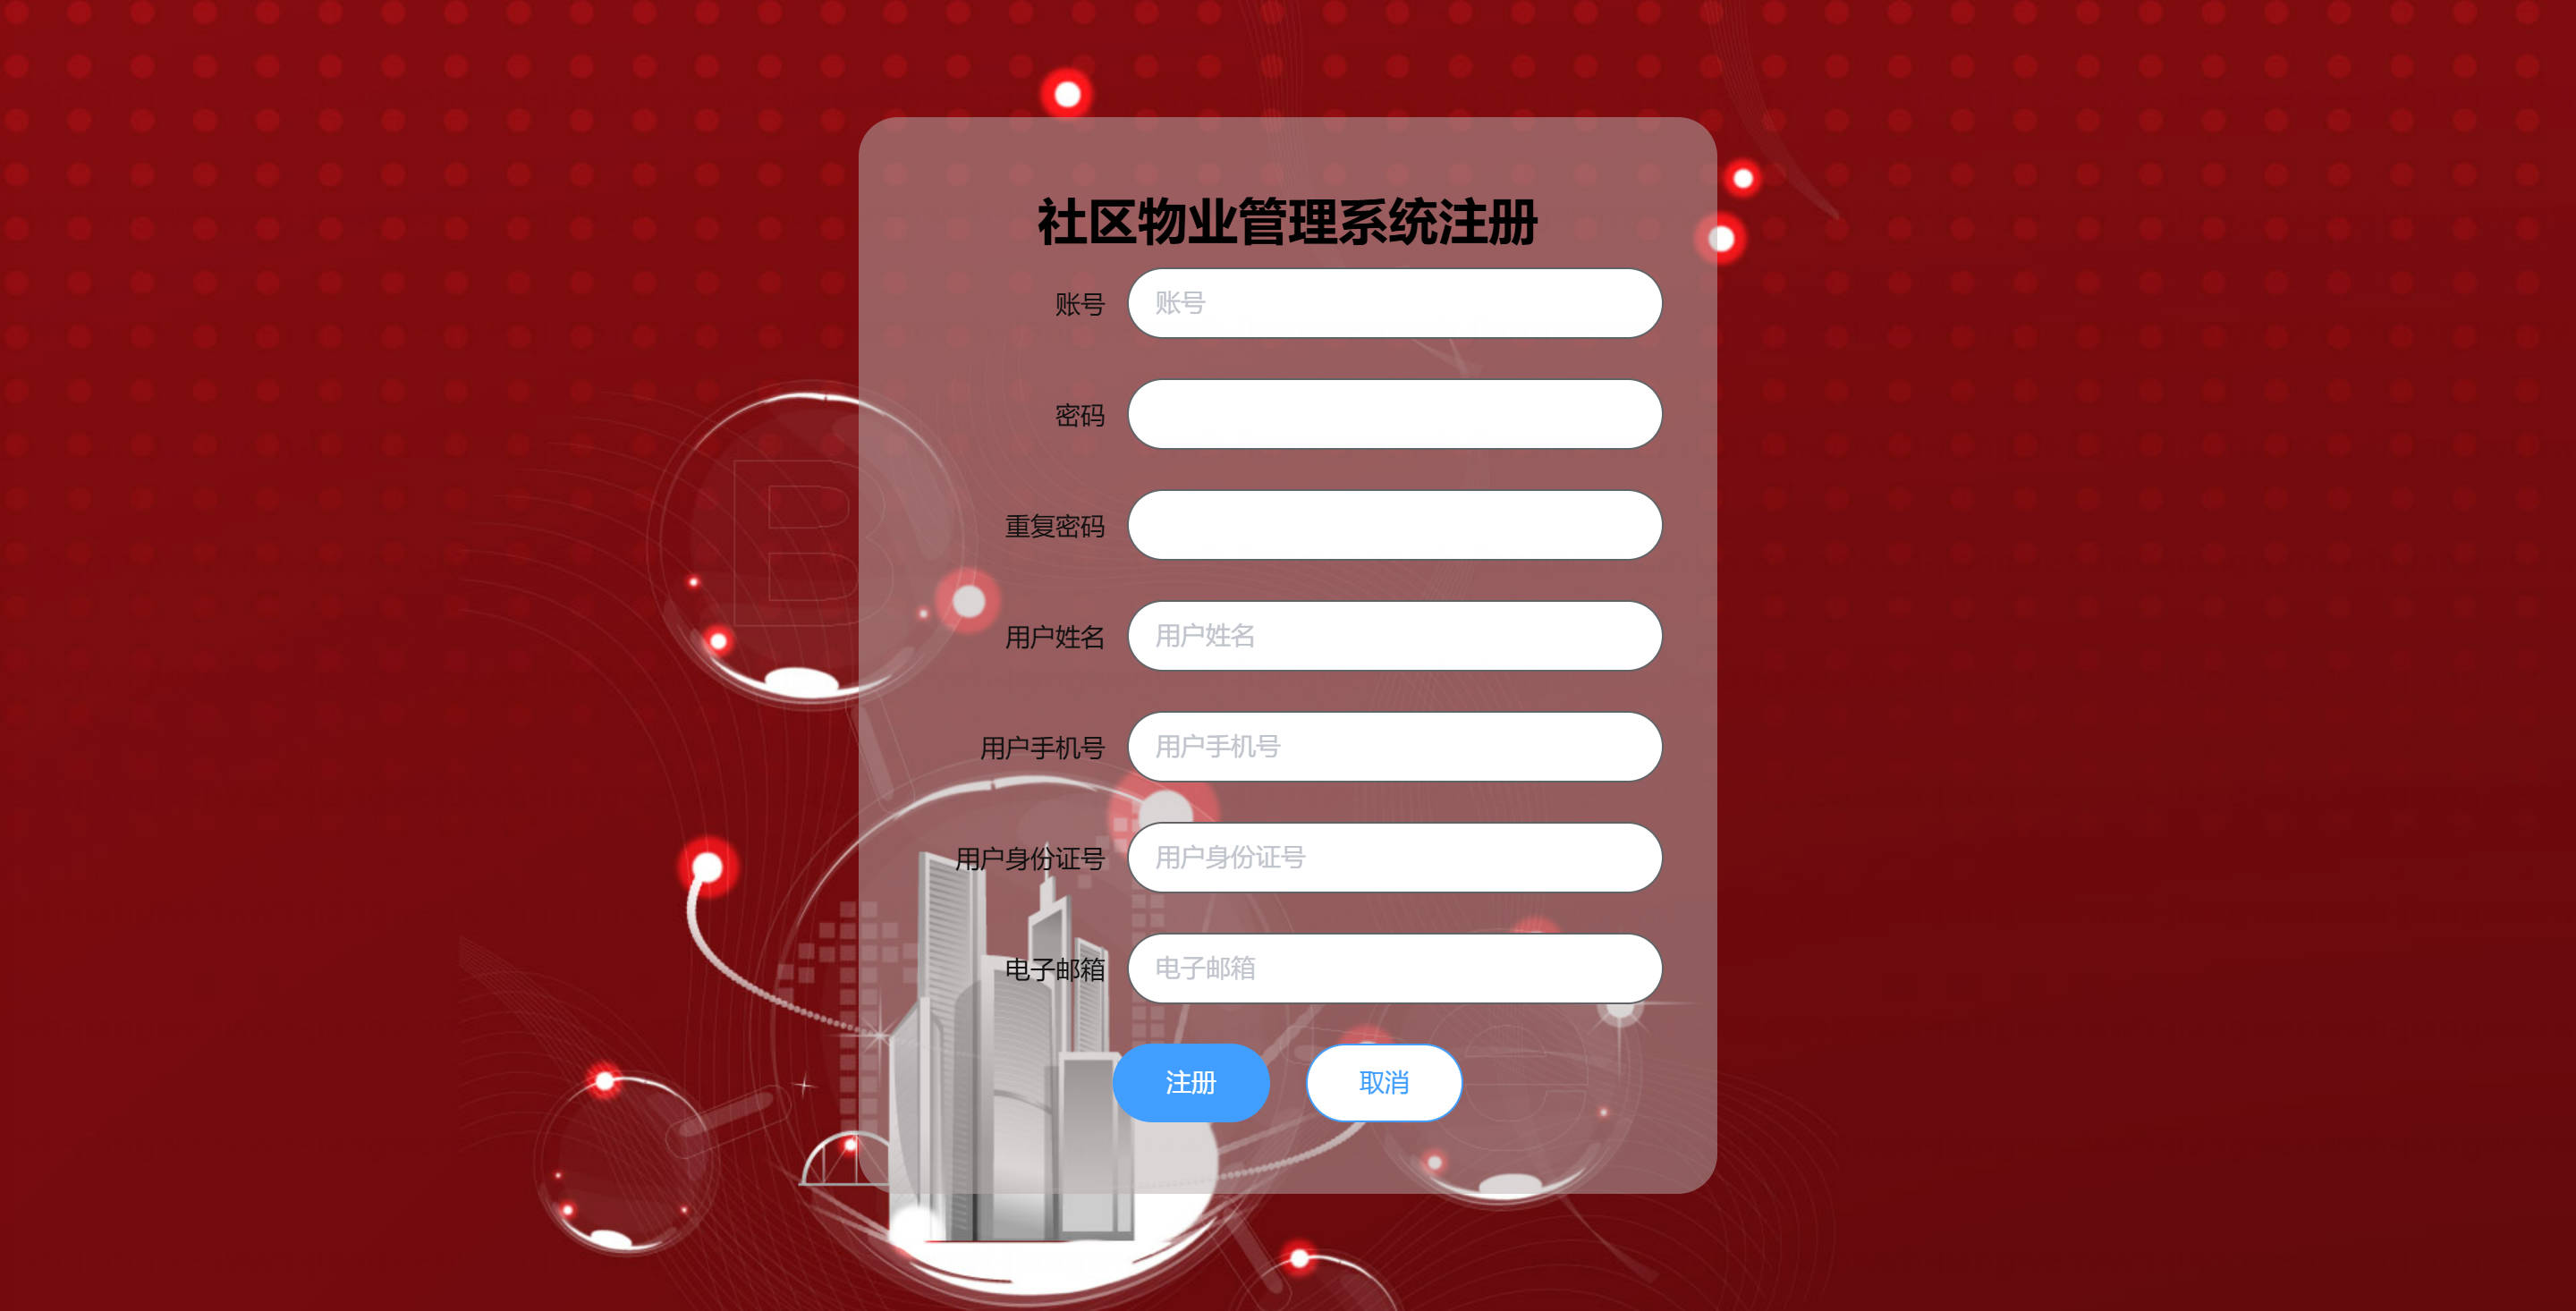 社区物业管理系统注册
账号 账号
密码
重复密码
用户姓名 用户姓名
用户手机号 用户手机号
用户身份证号 用户身份证号
电子邮箱 电子邮箱
注册 取消
B